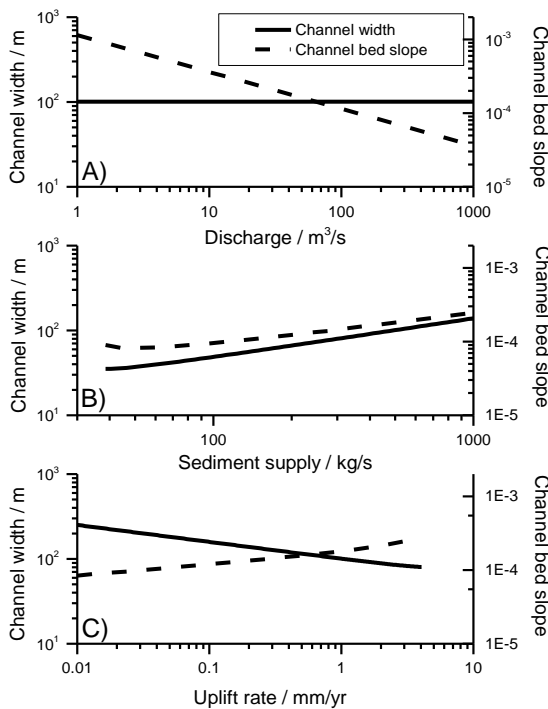 Channel width
Channel bed slope
10³
10²
10¹
Channel width / m
10⁻³
10⁻⁴
10⁻⁵
Channel bed slope
A)
1 10 100 1000
Discharge / m³/s
10³
10²
10¹
Channel width / m
1E-3
1E-4
1E-5
Channel bed slope
B)
100 1000
Sediment supply / kg/s
10³
10²
10¹
Channel width / m
1E-3
1E-4
1E-5
Channel bed slope
C)
0.01 0.1 1 10
Uplift rate / mm/yr